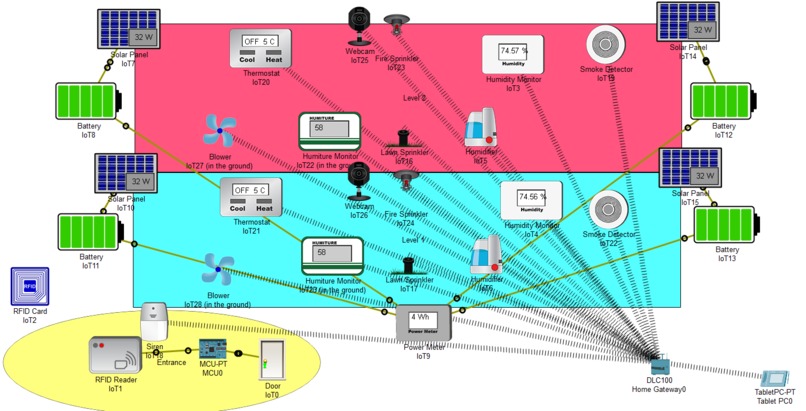 32 W
Solar Panel
IoT7
Battery
IoT8
OFF 5 C
Cool Heat
Thermostat
IoT20
Webcam
IoT25
Fire Sprinkler
IoT23
Level 2
74.57 %
Humidity
Humidity Monitor
IoT3
Smoke Detector
IoT19
32 W
Solar Panel
IoT14
Battery
IoT12
Blower
IoT27 (in the ground)
HUMITURE
58
Humiture Monitor
IoT22 (in the ground)
Lawn Sprinkler
IoT16
Humidifier
IoT5
32 W
Solar Panel
IoT10
Battery
IoT11
OFF 5 C
Cool Heat
Thermostat
IoT21
Webcam
IoT26
Fire Sprinkler
IoT24
Level 1
74.56 %
Humidity
Humidity Monitor
IoT4
Smoke Detector
IoT22
32 W
Solar Panel
IoT15
Battery
IoT13
Blower
IoT28 (in the ground)
HUMITURE
58
Humiture Monitor
(in the ground)
Lawn Sprinkler
IoT17
Humidifier
4 Wh
Power Meter
IoT9
RFID
RFID Card
IoT2
Siren
RFID Reader
IoT1
Entrance
MCU-PT
MCU0
Door
IoT0
DLC100
Home Gateway0
TabletPC-PT
Tablet PC0